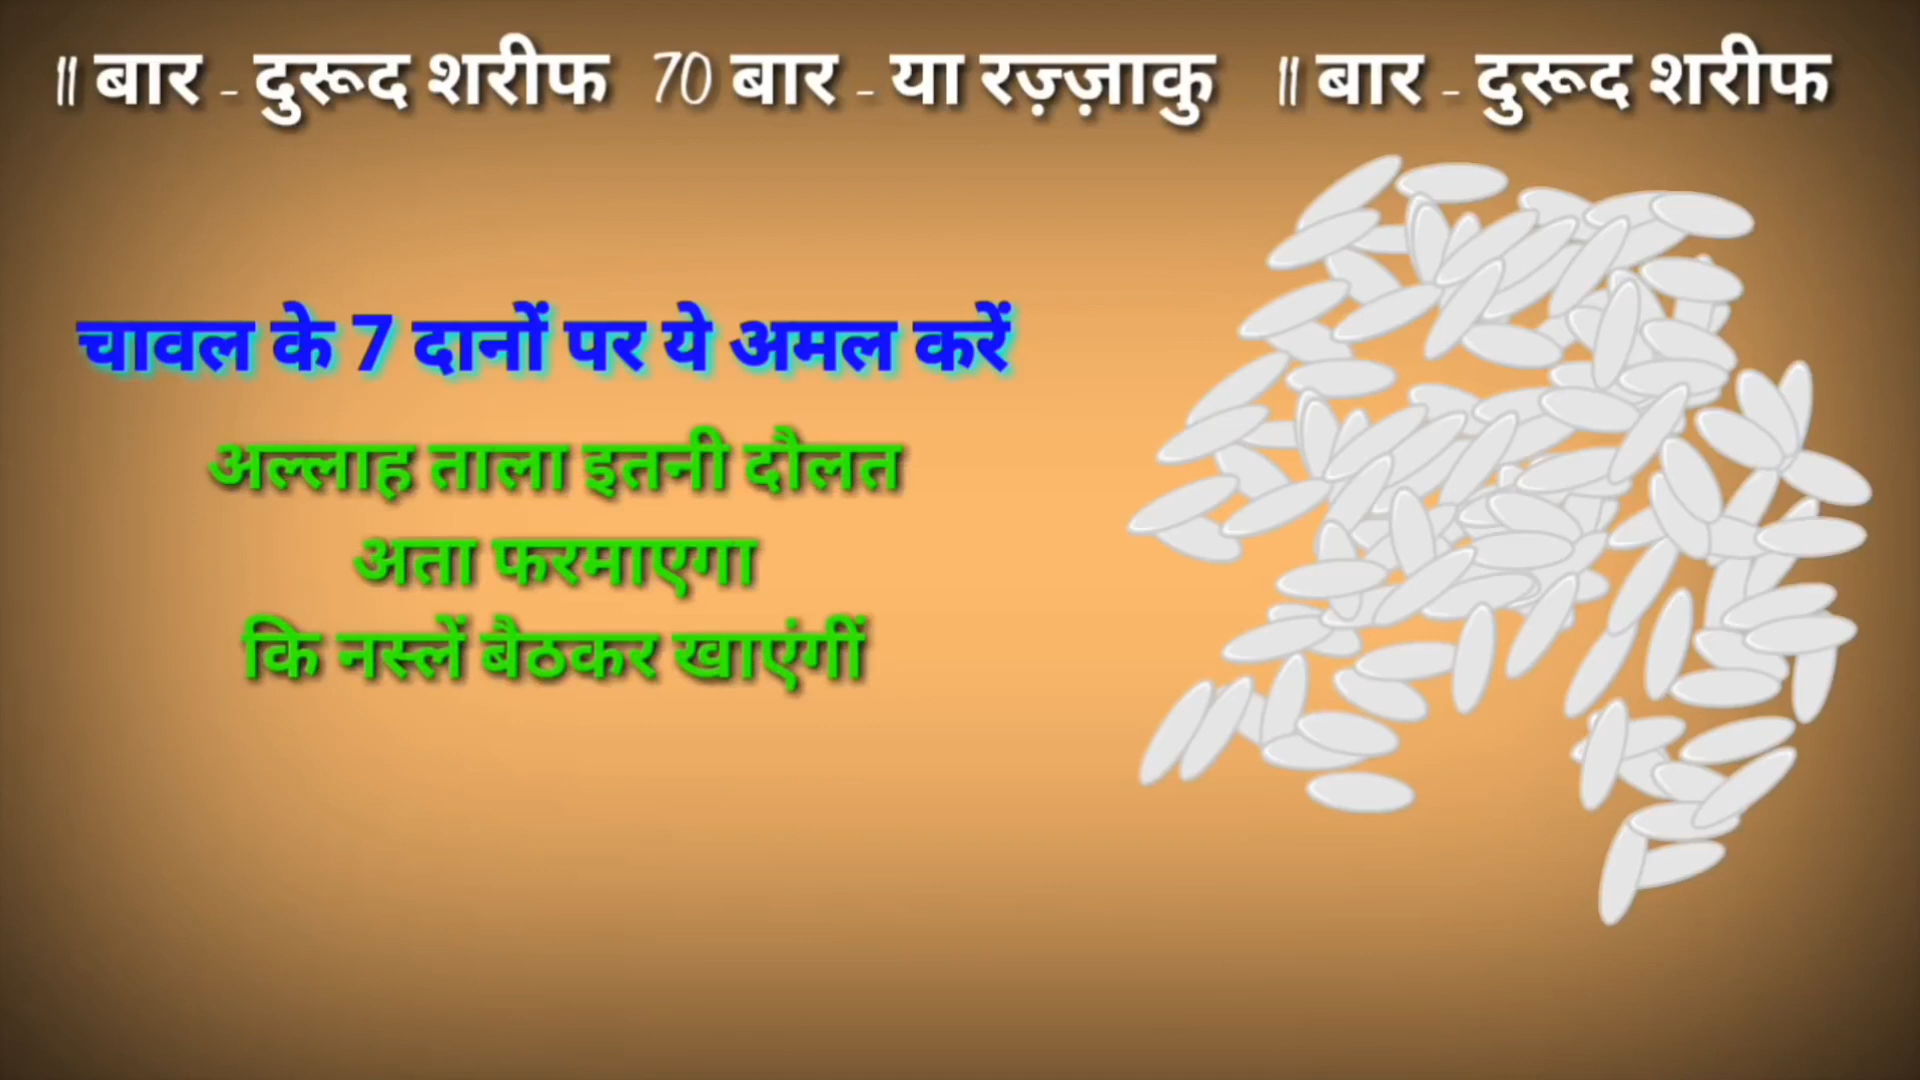 11 बार - दुरूद शरीफ 70 बार - या रज़्ज़ाकु 11 बार - दुरूद शरीफ
चावल के 7 दानों पर ये अमल करें
अल्लाह ताला इतनी दौलत
अता फरमाएगा
कि नस्लें बैठकर खाएंगीं